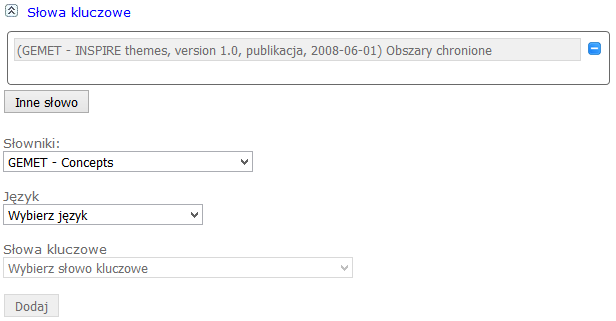 Słowa kluczowe
(GEMET - INSPIRE themes, version 1.0, publikacja, 2008-06-01) Obszary chronione
Inne słowo
Słowniki:
GEMET - Concepts
Język
Wybierz język
Słowa kluczowe
Wybierz słowo kluczowe
Dodaj